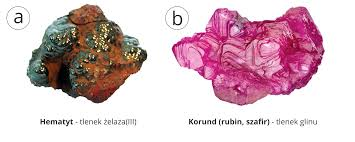 a
b
Hematyt - tlenek żelaza(III)
Korund (rubin, szafir) - tlenek glinu